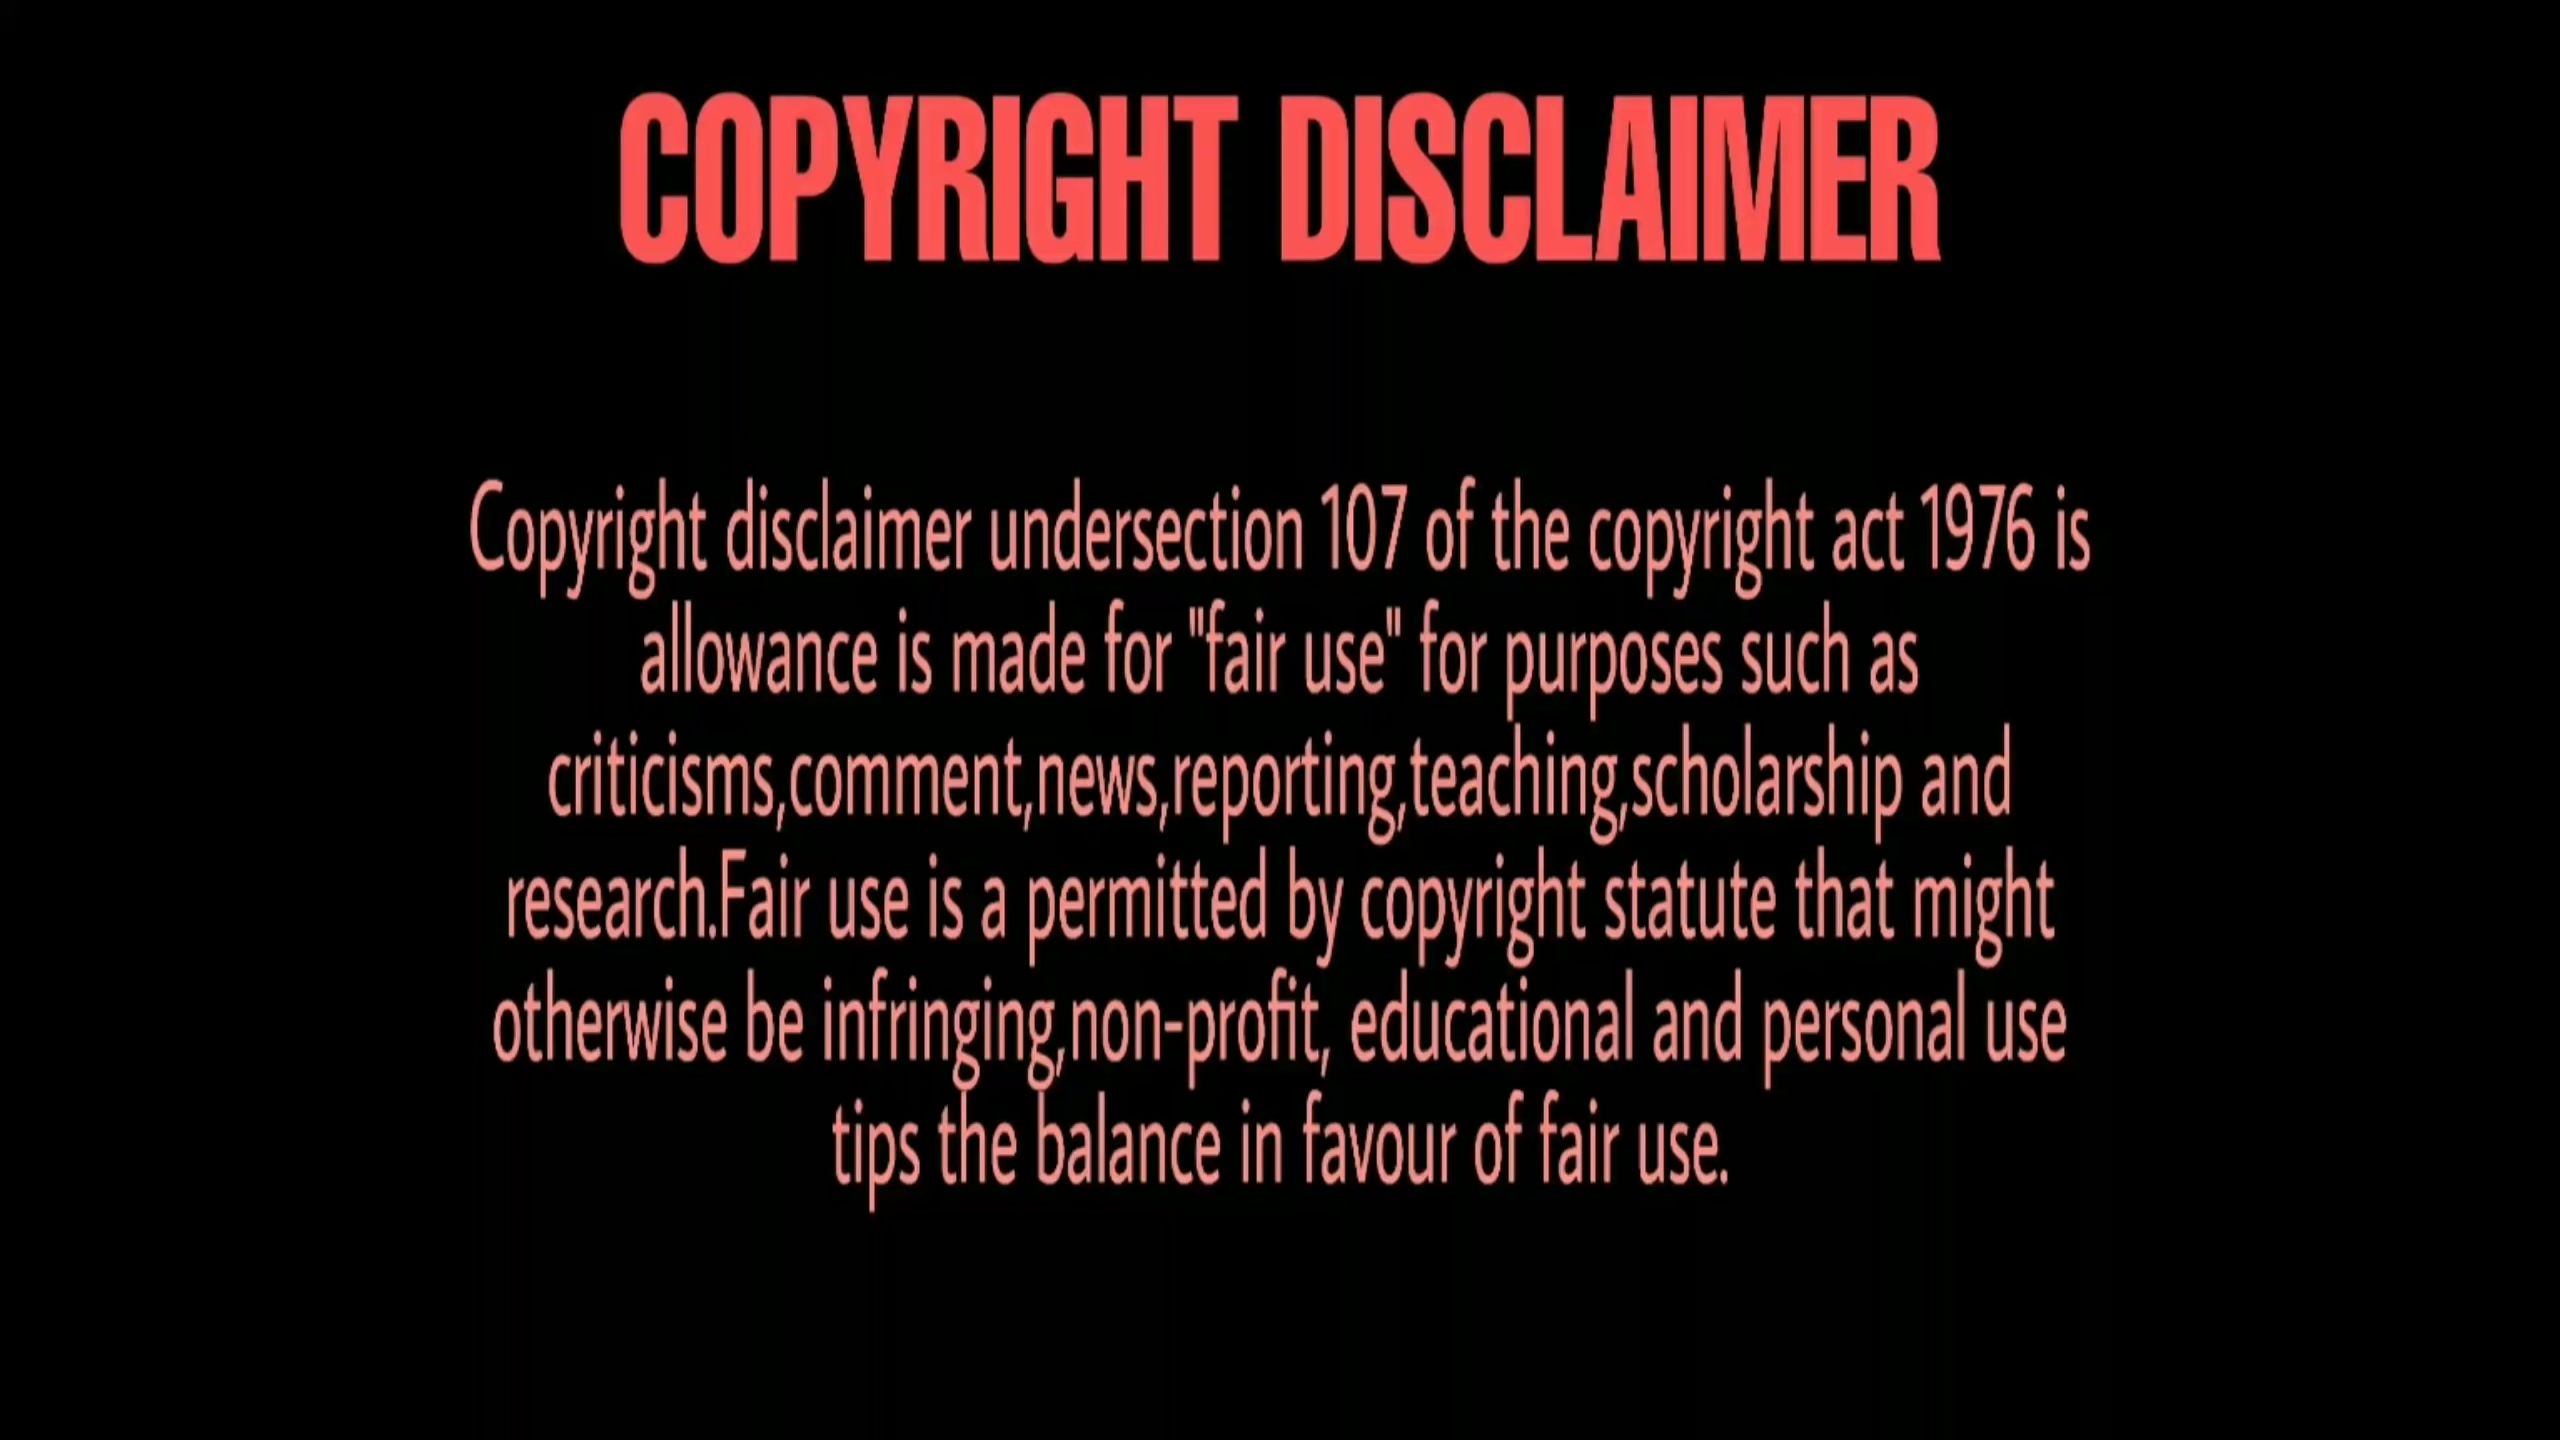 COPYRIGHT DISCLAIMER
Copyright disclaimer undersection 107 of the copyright act 1976 is
allowance is made for "fair use" for purposes such as
criticisms,comment,news,reporting,teaching,scholarship and
research.Fair use is a permitted by copyright statute that might
otherwise be infringing,non-profit, educational and personal use
tips the balance in favour of fair use.